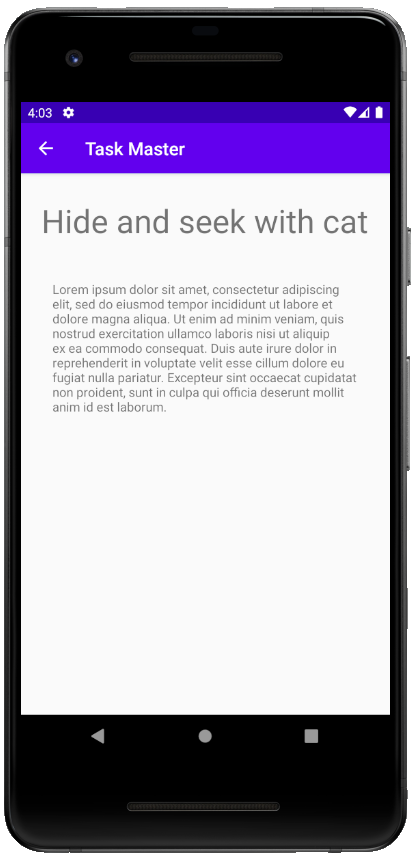 4:03
Task Master
Hide and seek with cat
Lorem ipsum dolor sit amet, consectetur adipiscing
elit, sed do eiusmod tempor incididunt ut labore et
dolore magna aliqua. Ut enim ad minim veniam, quis
nostrud exercitation ullamco laboris nisi ut aliquip
ex ea commodo consequat. Duis aute irure dolor in
reprehenderit in voluptate velit esse cillum dolore eu
fugiat nulla pariatur. Excepteur sint occaecat cupidatat
non proident, sunt in culpa qui officia deserunt mollit
anim id est laborum.